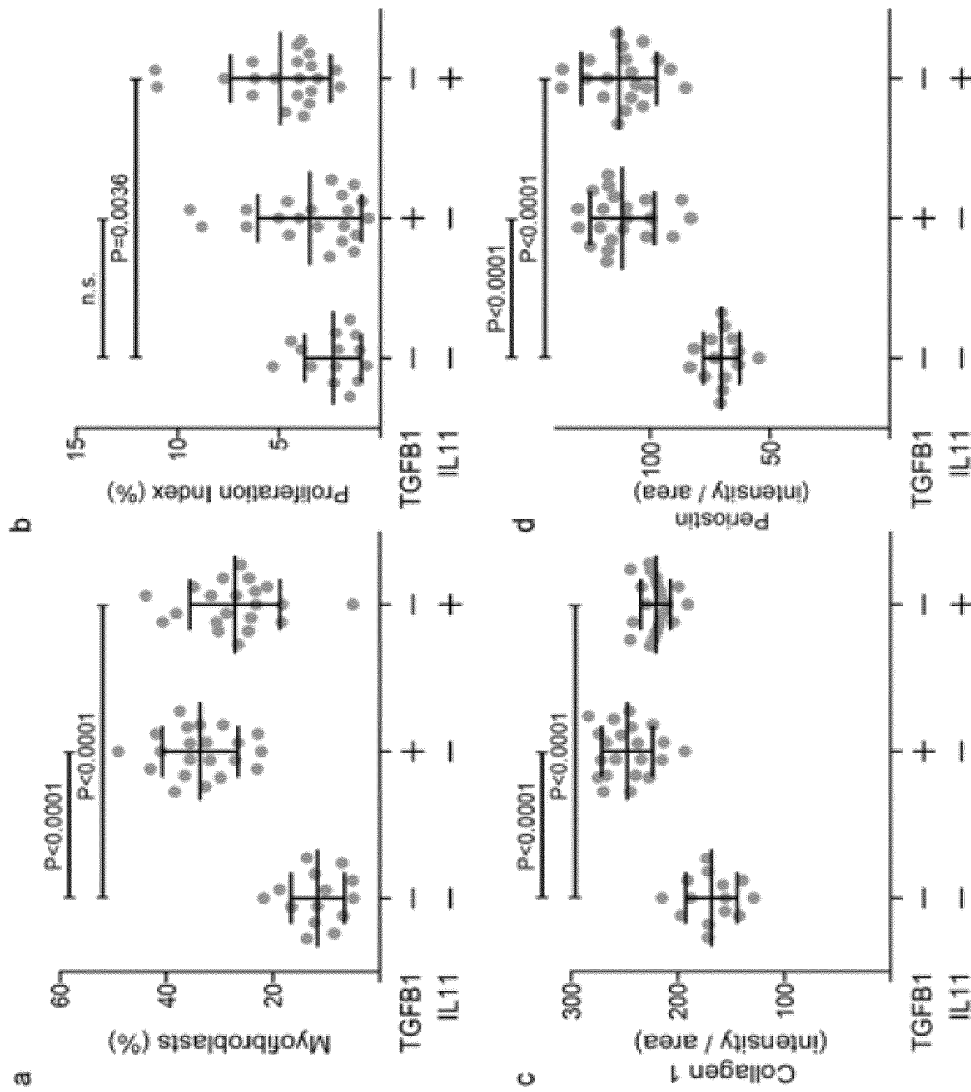 a
Myofibroblasts (%)
60
40
20
P<0.0001
P<0.0001
TGFB1 − + −
IL11 − − +
b
Proliferation Index (%)
15
10
5
n.s.
P=0.0036
TGFB1 − + −
IL11 − − +
c
Collagen 1
(intensity / area)
300
200
100
P<0.0001
P<0.0001
TGFB1 − + −
IL11 − − +
d
Periostin
(intensity / area)
100
50
P<0.0001
P<0.0001
TGFB1 − + −
IL11 − − +